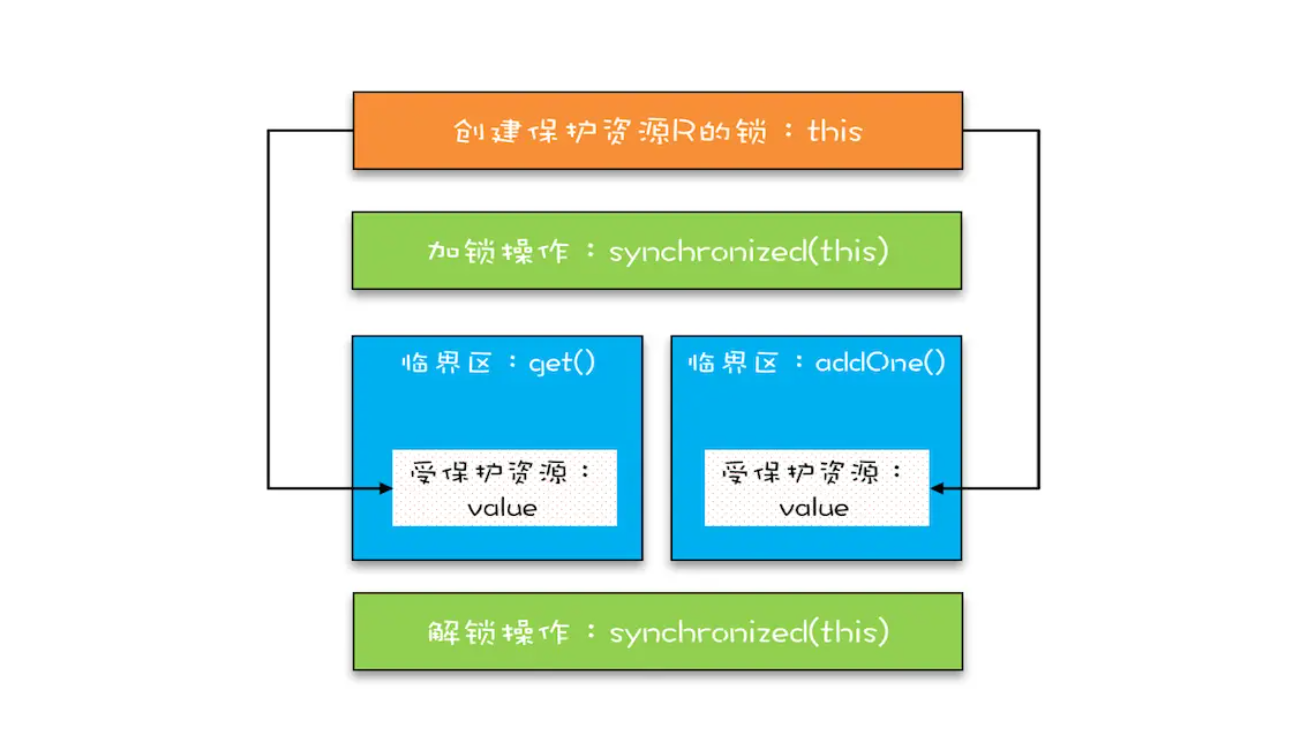 创建保护资源R的锁：this
加锁操作：synchronized(this)
临界区：get()
受保护资源：
value
临界区：addOne()
受保护资源：
value
解锁操作：synchronized(this)